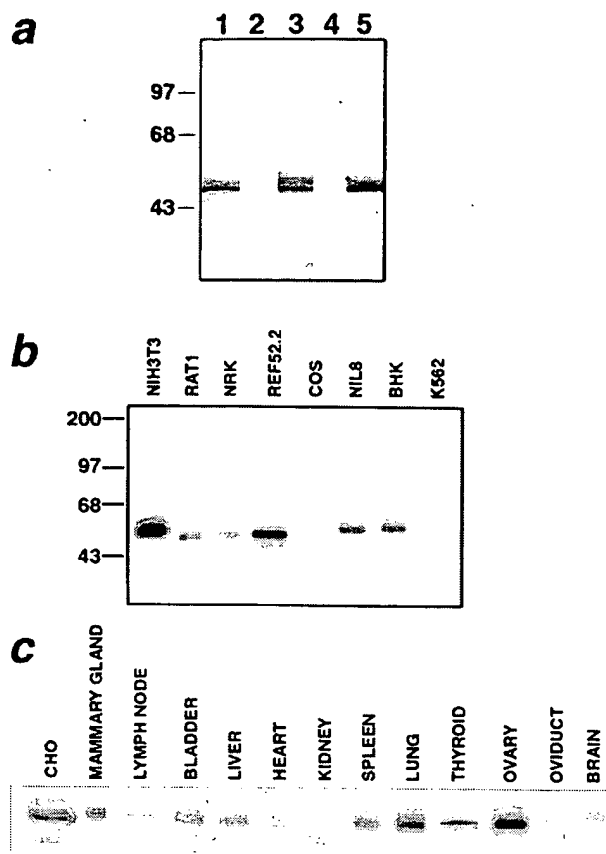 a
1 2 3 4 5
97
68
43
b
NIH3T3 RAT1 NRK REF52.2 COS NIL8 BHK K562
200
97
68
43
c
CHO MAMMARY GLAND LYMPH NODE BLADDER LIVER HEART KIDNEY SPLEEN LUNG THYROID OVARY OVIDUCT BRAIN